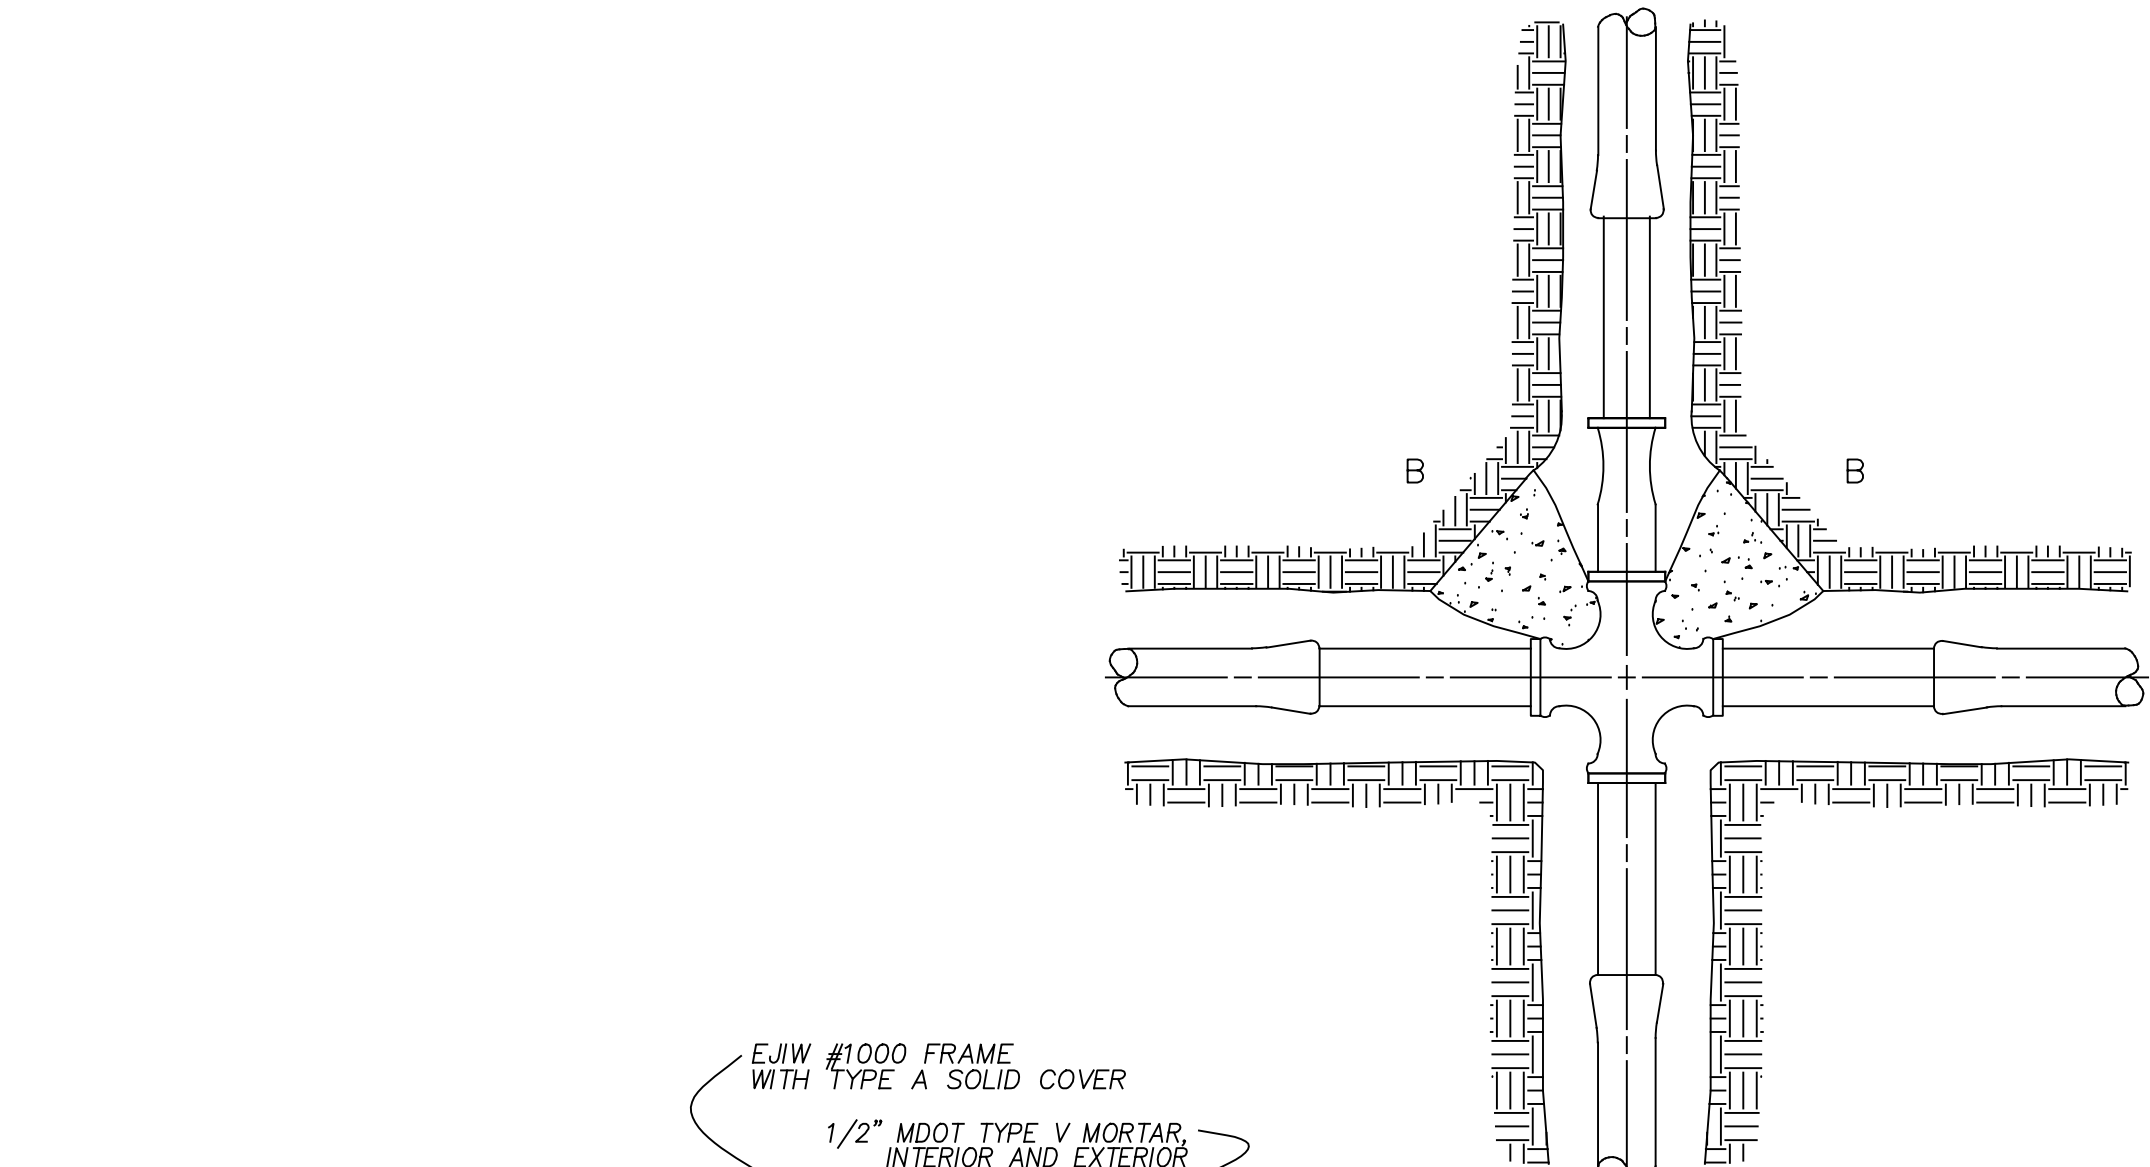 B
B
EJIW #1000 FRAME
WITH TYPE A SOLID COVER
1/2" MDOT TYPE V MORTAR,
INTERIOR AND EXTERIOR